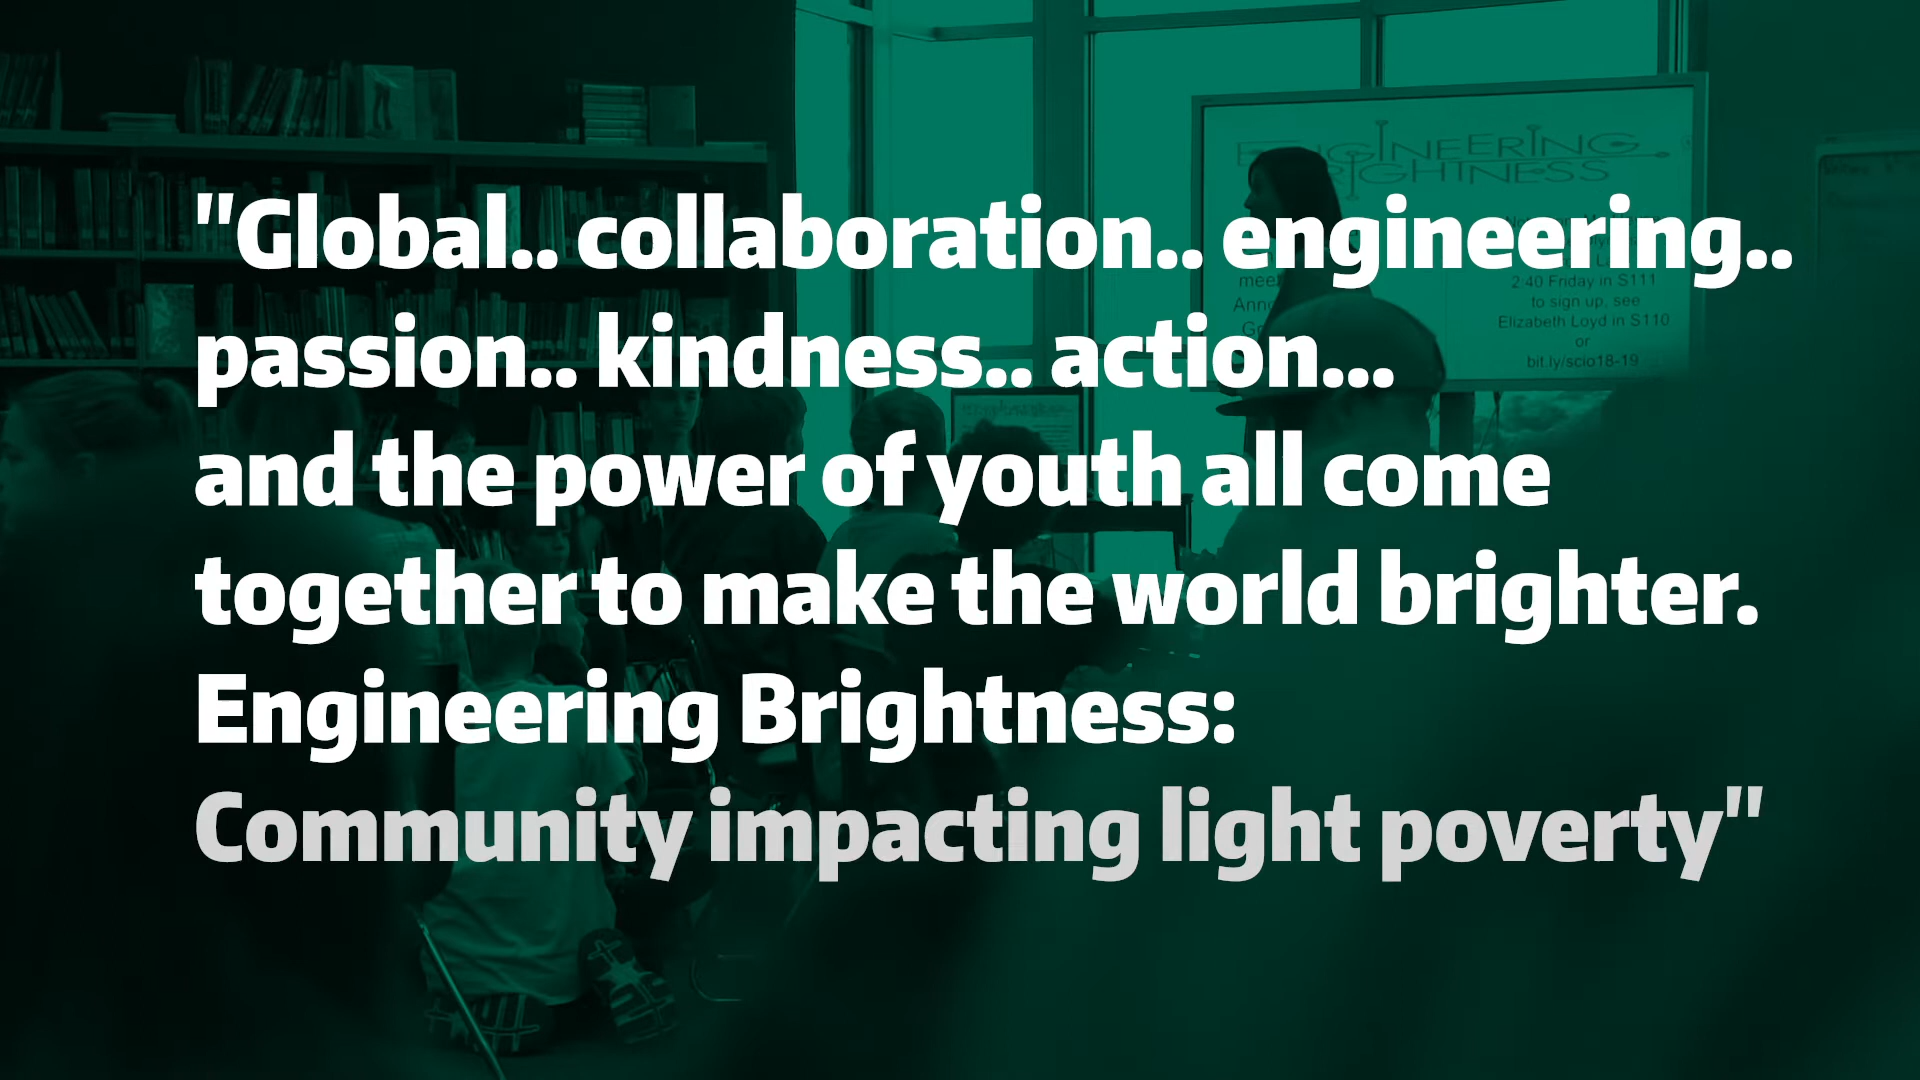 "Global.. collaboration.. engineering..
passion.. kindness.. action...
and the power of youth all come
together to make the world brighter.
Engineering Brightness:
Community impacting light poverty"
ENGINEERING
BRIGHTNESS
2:40 Friday in S111
to sign up, see
Elizabeth Loyd in S110
or
bit.ly/scio18-19